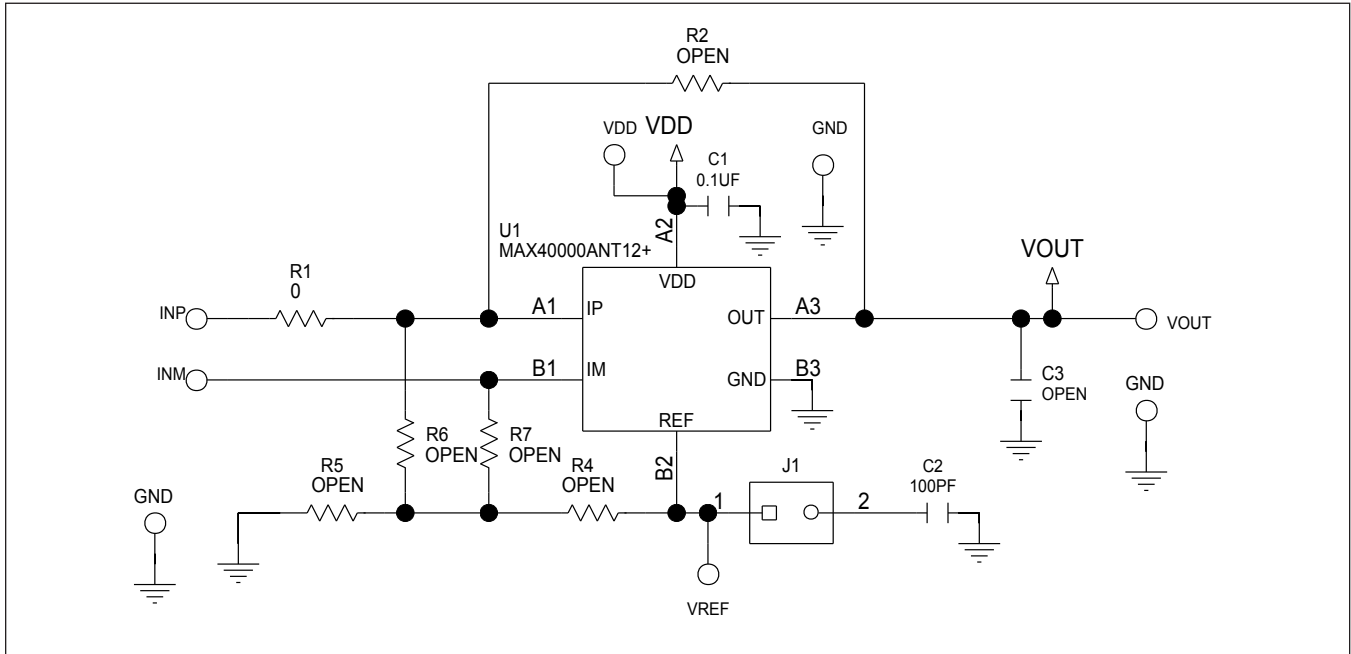 R2
OPEN
VDD
VDD
GND
C1
0.1UF
A2
U1
MAX40000ANT12+
VDD
R1
0
VOUT
INP
A1
IP
OUT
A3
VOUT
INM
B1
IM
GND
B3
C3
OPEN
GND
REF
R6
OPEN
R7
OPEN
B2
R5
OPEN
R4
OPEN
J1
C2
100PF
GND
1
2
VREF